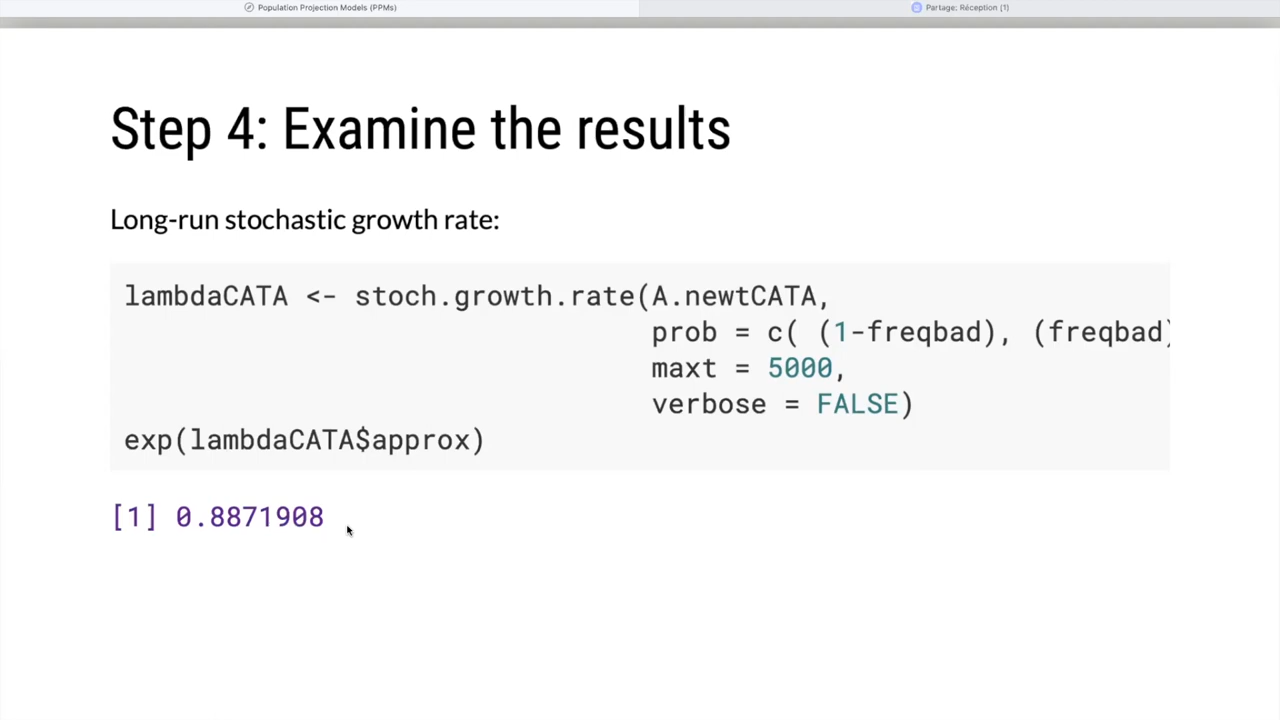 Population Projection Models (PPMs)
Partage: Réception (1)
Step 4: Examine the results
Long-run stochastic growth rate:
lambdaCATA <- stoch.growth.rate(A.newtCATA,
prob = c( (1-freqbad), (freqbad)
maxt = 5000,
verbose = FALSE)
exp(lambdaCATA$approx)
[1] 0.8871908